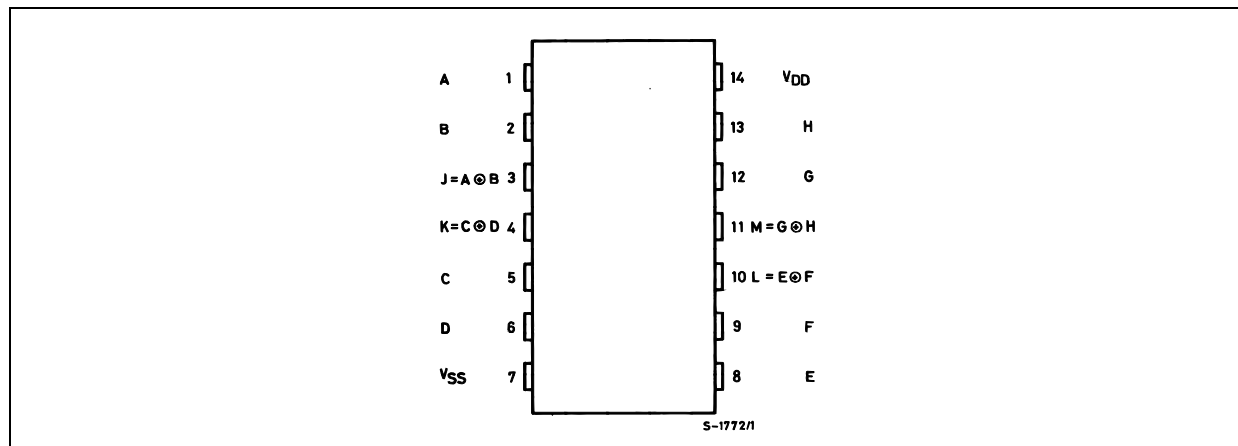 A 1 14 VDD
B 2 13 H
J=A⊕B 3 12 G
K=C⊕D 4 11 M=G⊕H
C 5 10 L=E⊕F
D 6 9 F
VSS 7 8 E
S-1772/1